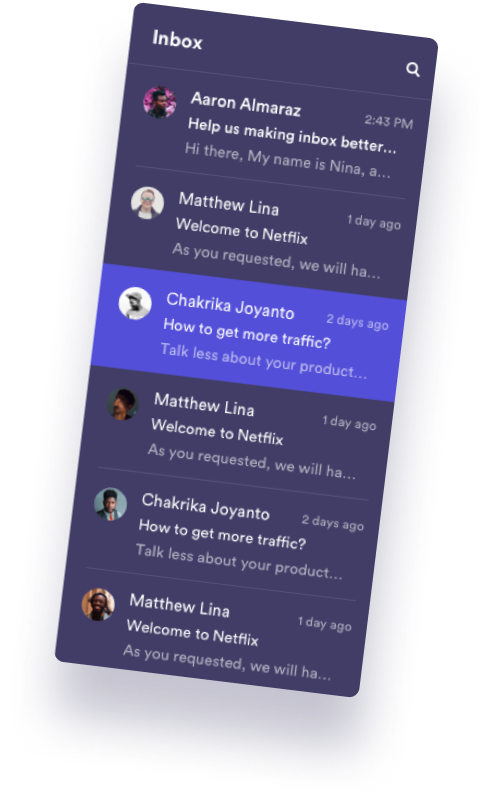 Inbox
Aaron Almaraz
2:43 PM
Help us making inbox better...
Hi there, My name is Nina, a...
Matthew Lina
1 day ago
Welcome to Netflix
As you requested, we will ha...
Chakrika Joyanto
2 days ago
How to get more traffic?
Talk less about your product...
Matthew Lina
1 day ago
Welcome to Netflix
As you requested, we will ha...
Chakrika Joyanto
2 days ago
How to get more traffic?
Talk less about your product...
Matthew Lina
1 day ago
Welcome to Netflix
As you requested, we will ha...